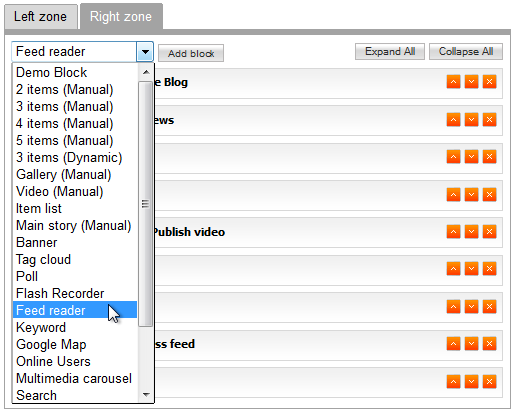 Left zone
Right zone
Feed reader
Add block
Expand All
Collapse All
Demo Block
2 items (Manual)
3 items (Manual)
4 items (Manual)
5 items (Manual)
3 items (Dynamic)
Gallery (Manual)
Video (Manual)
Item list
Main story (Manual)
Banner
Tag cloud
Poll
Flash Recorder
Feed reader
Keyword
Google Map
Online Users
Multimedia carousel
Search
e Blog
ews
Publish video
ss feed